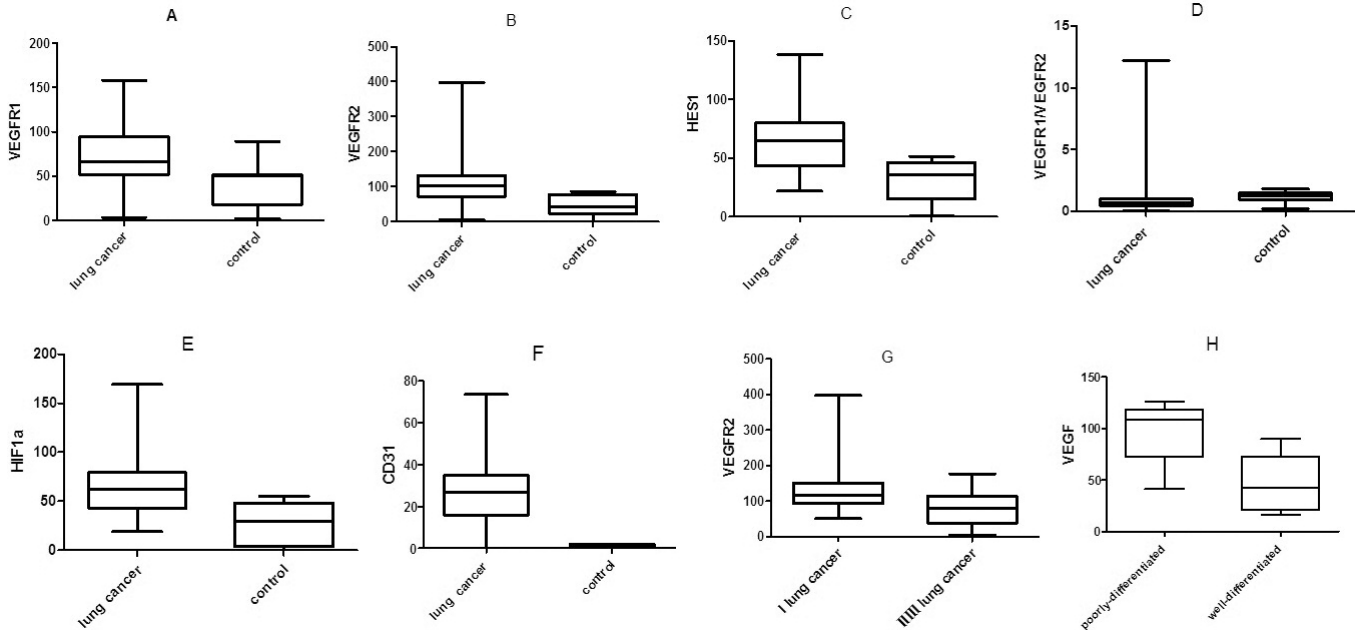 A
200
150
100
50
0
VEGFR1
lung cancer
control
B
500
400
300
200
100
0
VEGFR2
lung cancer
control
C
150
100
50
0
HES1
lung cancer
control
D
15
10
5
0
VEGFR1/VEGFR2
lung cancer
control
E
200
150
100
50
0
HIF1a
lung cancer
control
F
80
60
40
20
0
CD31
lung cancer
control
G
500
400
300
200
100
0
VEGFR2
I lung cancer
IIIII lung cancer
H
150
100
50
0
VEGF
poorly-differentiated
well-differentiated